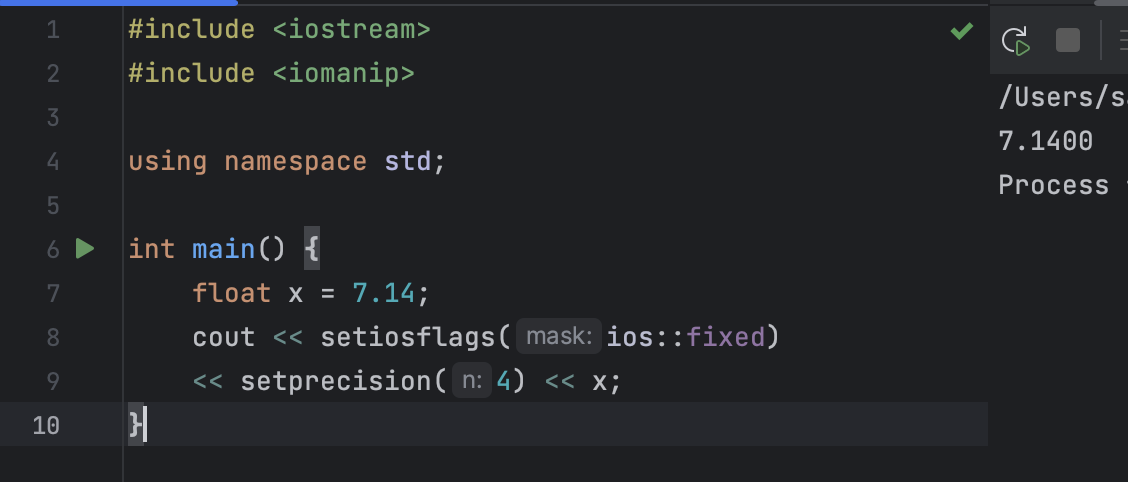 1 #include <iostream>
2 #include <iomanip>
3
4 using namespace std;
5
6 int main() {
7 float x = 7.14;
8 cout << setiosflags( mask: ios::fixed)
9 << setprecision( n: 4) << x;
10 }
/Users/s
7.1400
Process